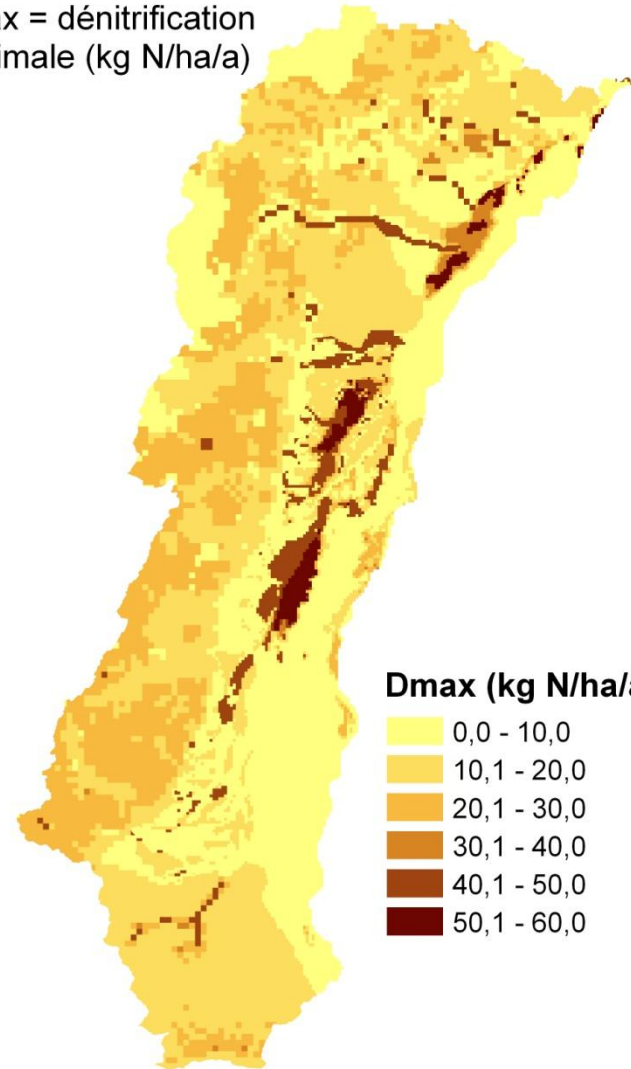 x = dénitrification
imale (kg N/ha/a)
Dmax (kg N/ha/a
0,0 - 10,0
10,1 - 20,0
20,1 - 30,0
30,1 - 40,0
40,1 - 50,0
50,1 - 60,0